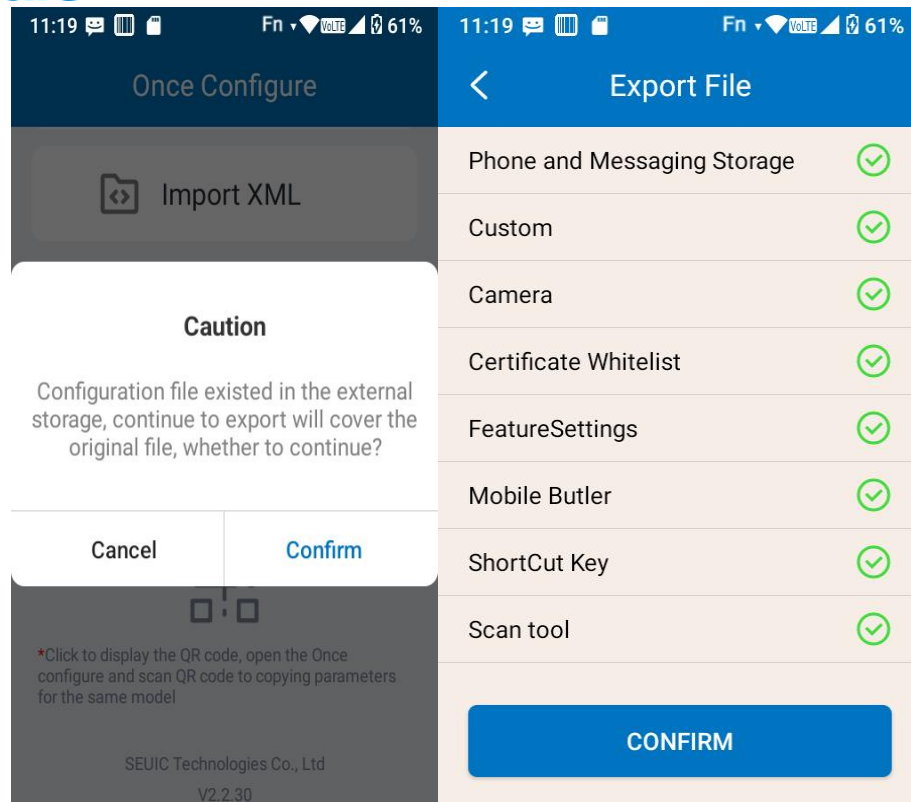 11:19 Fn VoLTE 61%
Once Configure
Import XML
Caution
Configuration file existed in the external
storage, continue to export will cover the
original file, whether to continue?
Cancel Confirm
*Click to display the QR code, open the Once
configure and scan QR code to copying parameters
for the same model
SEUIC Technologies Co., Ltd
V2.2.30
11:19 Fn VoLTE 61%
Export File
Phone and Messaging Storage
Custom
Camera
Certificate Whitelist
FeatureSettings
Mobile Butler
ShortCut Key
Scan tool
CONFIRM